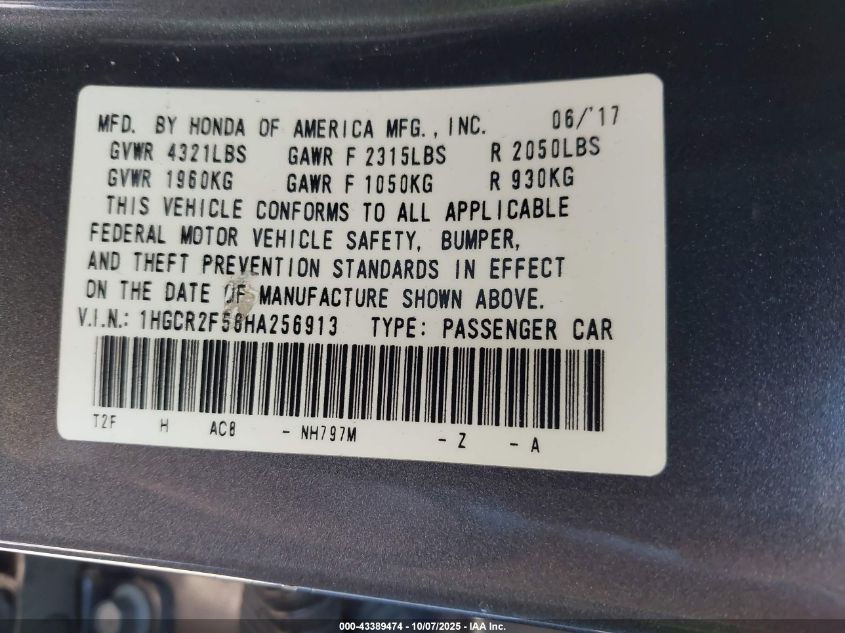 MFD. BY HONDA OF AMERICA MFG., INC. 06/'17
GVWR 4321LBS GAWR F 2315LBS R 2050LBS
GVWR 1960KG GAWR F 1050KG R 930KG
THIS VEHICLE CONFORMS TO ALL APPLICABLE
FEDERAL MOTOR VEHICLE SAFETY, BUMPER,
AND THEFT PREVENTION STANDARDS IN EFFECT
ON THE DATE OF MANUFACTURE SHOWN ABOVE.
V.I.N.: 1HGCR2F56HA256913 TYPE: PASSENGER CAR
T2F H AC8 - NH797M - Z - A
000-43389474 - 10/07/2025 - IAA Inc.